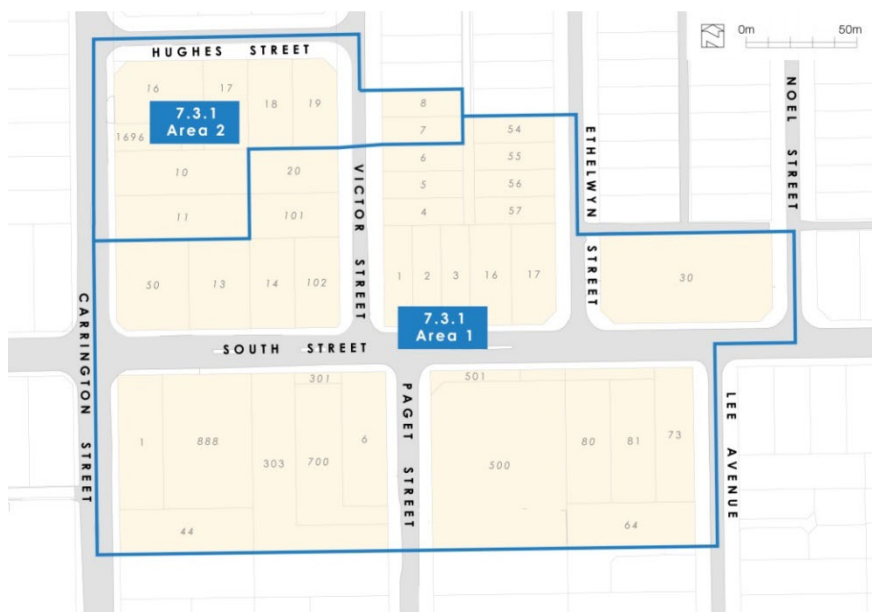 HUGHES STREET
0m 50m
16 17 18 19
7.3.1
Area 2
1696
10 20
11 101
50 13 14 102
8
7 54
6 55
5 56
4 57
1 2 3 16 17
30
7.3.1
Area 1
VICTOR STREET
ETHELWYN STREET
NOEL STREET
CARRINGTON STREET
SOUTH STREET
PAGET STREET
LEE AVENUE
301
1 888 303 700 6
44
501
500 80 81 73
64